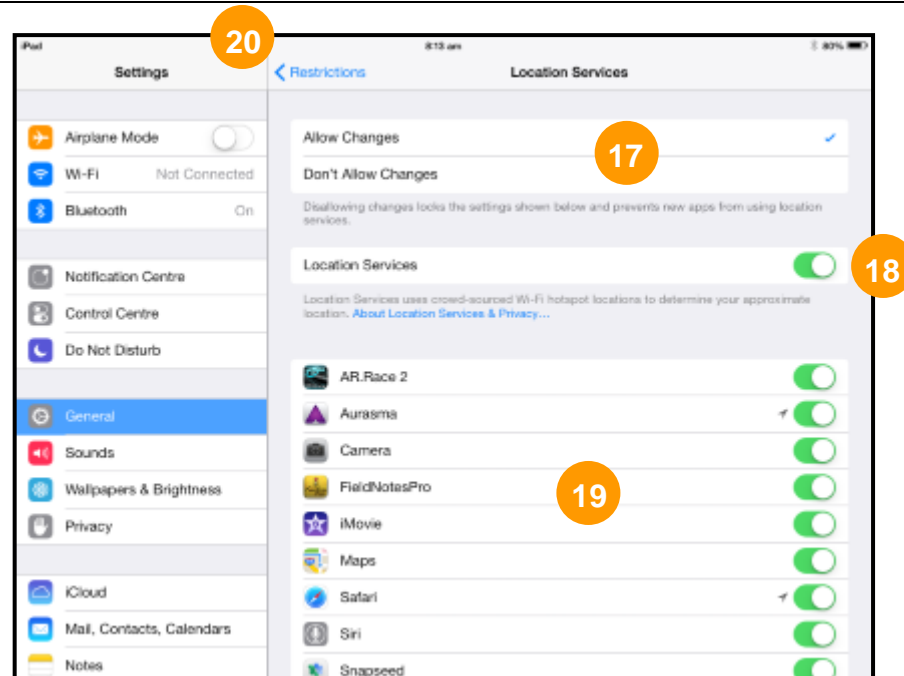 20
iPad
8:13 am
80%
Settings
Restrictions
Location Services
Airplane Mode
Wi-Fi Not Connected
Bluetooth On
Notification Centre
Control Centre
Do Not Disturb
General
Sounds
Wallpapers & Brightness
Privacy
iCloud
Mail, Contacts, Calendars
Notes
Allow Changes
17
Don't Allow Changes
Disallowing changes locks the settings shown below and prevents new apps from using location
services.
Location Services
18
Location Services uses crowd-sourced Wi-Fi hotspot locations to determine your approximate
location. About Location Services & Privacy...
AR.Race 2
Aurasma
Camera
FieldNotesPro
19
iMovie
Maps
Safari
Siri
Snapseed